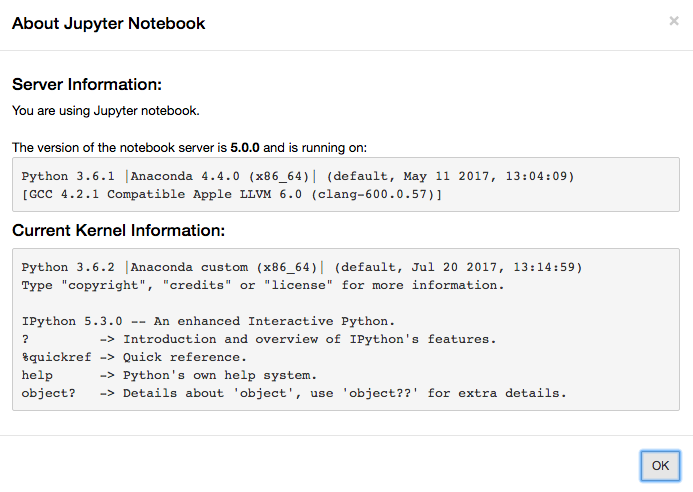 About Jupyter Notebook
×
Server Information:
You are using Jupyter notebook.
The version of the notebook server is 5.0.0 and is running on:
Python 3.6.1 |Anaconda 4.4.0 (x86_64)| (default, May 11 2017, 13:04:09)
[GCC 4.2.1 Compatible Apple LLVM 6.0 (clang-600.0.57)]
Current Kernel Information:
Python 3.6.2 |Anaconda custom (x86_64)| (default, Jul 20 2017, 13:14:59)
Type "copyright", "credits" or "license" for more information.
IPython 5.3.0 -- An enhanced Interactive Python.
?         -> Introduction and overview of IPython's features.
%quickref -> Quick reference.
help      -> Python's own help system.
object?   -> Details about 'object', use 'object??' for extra details.
OK